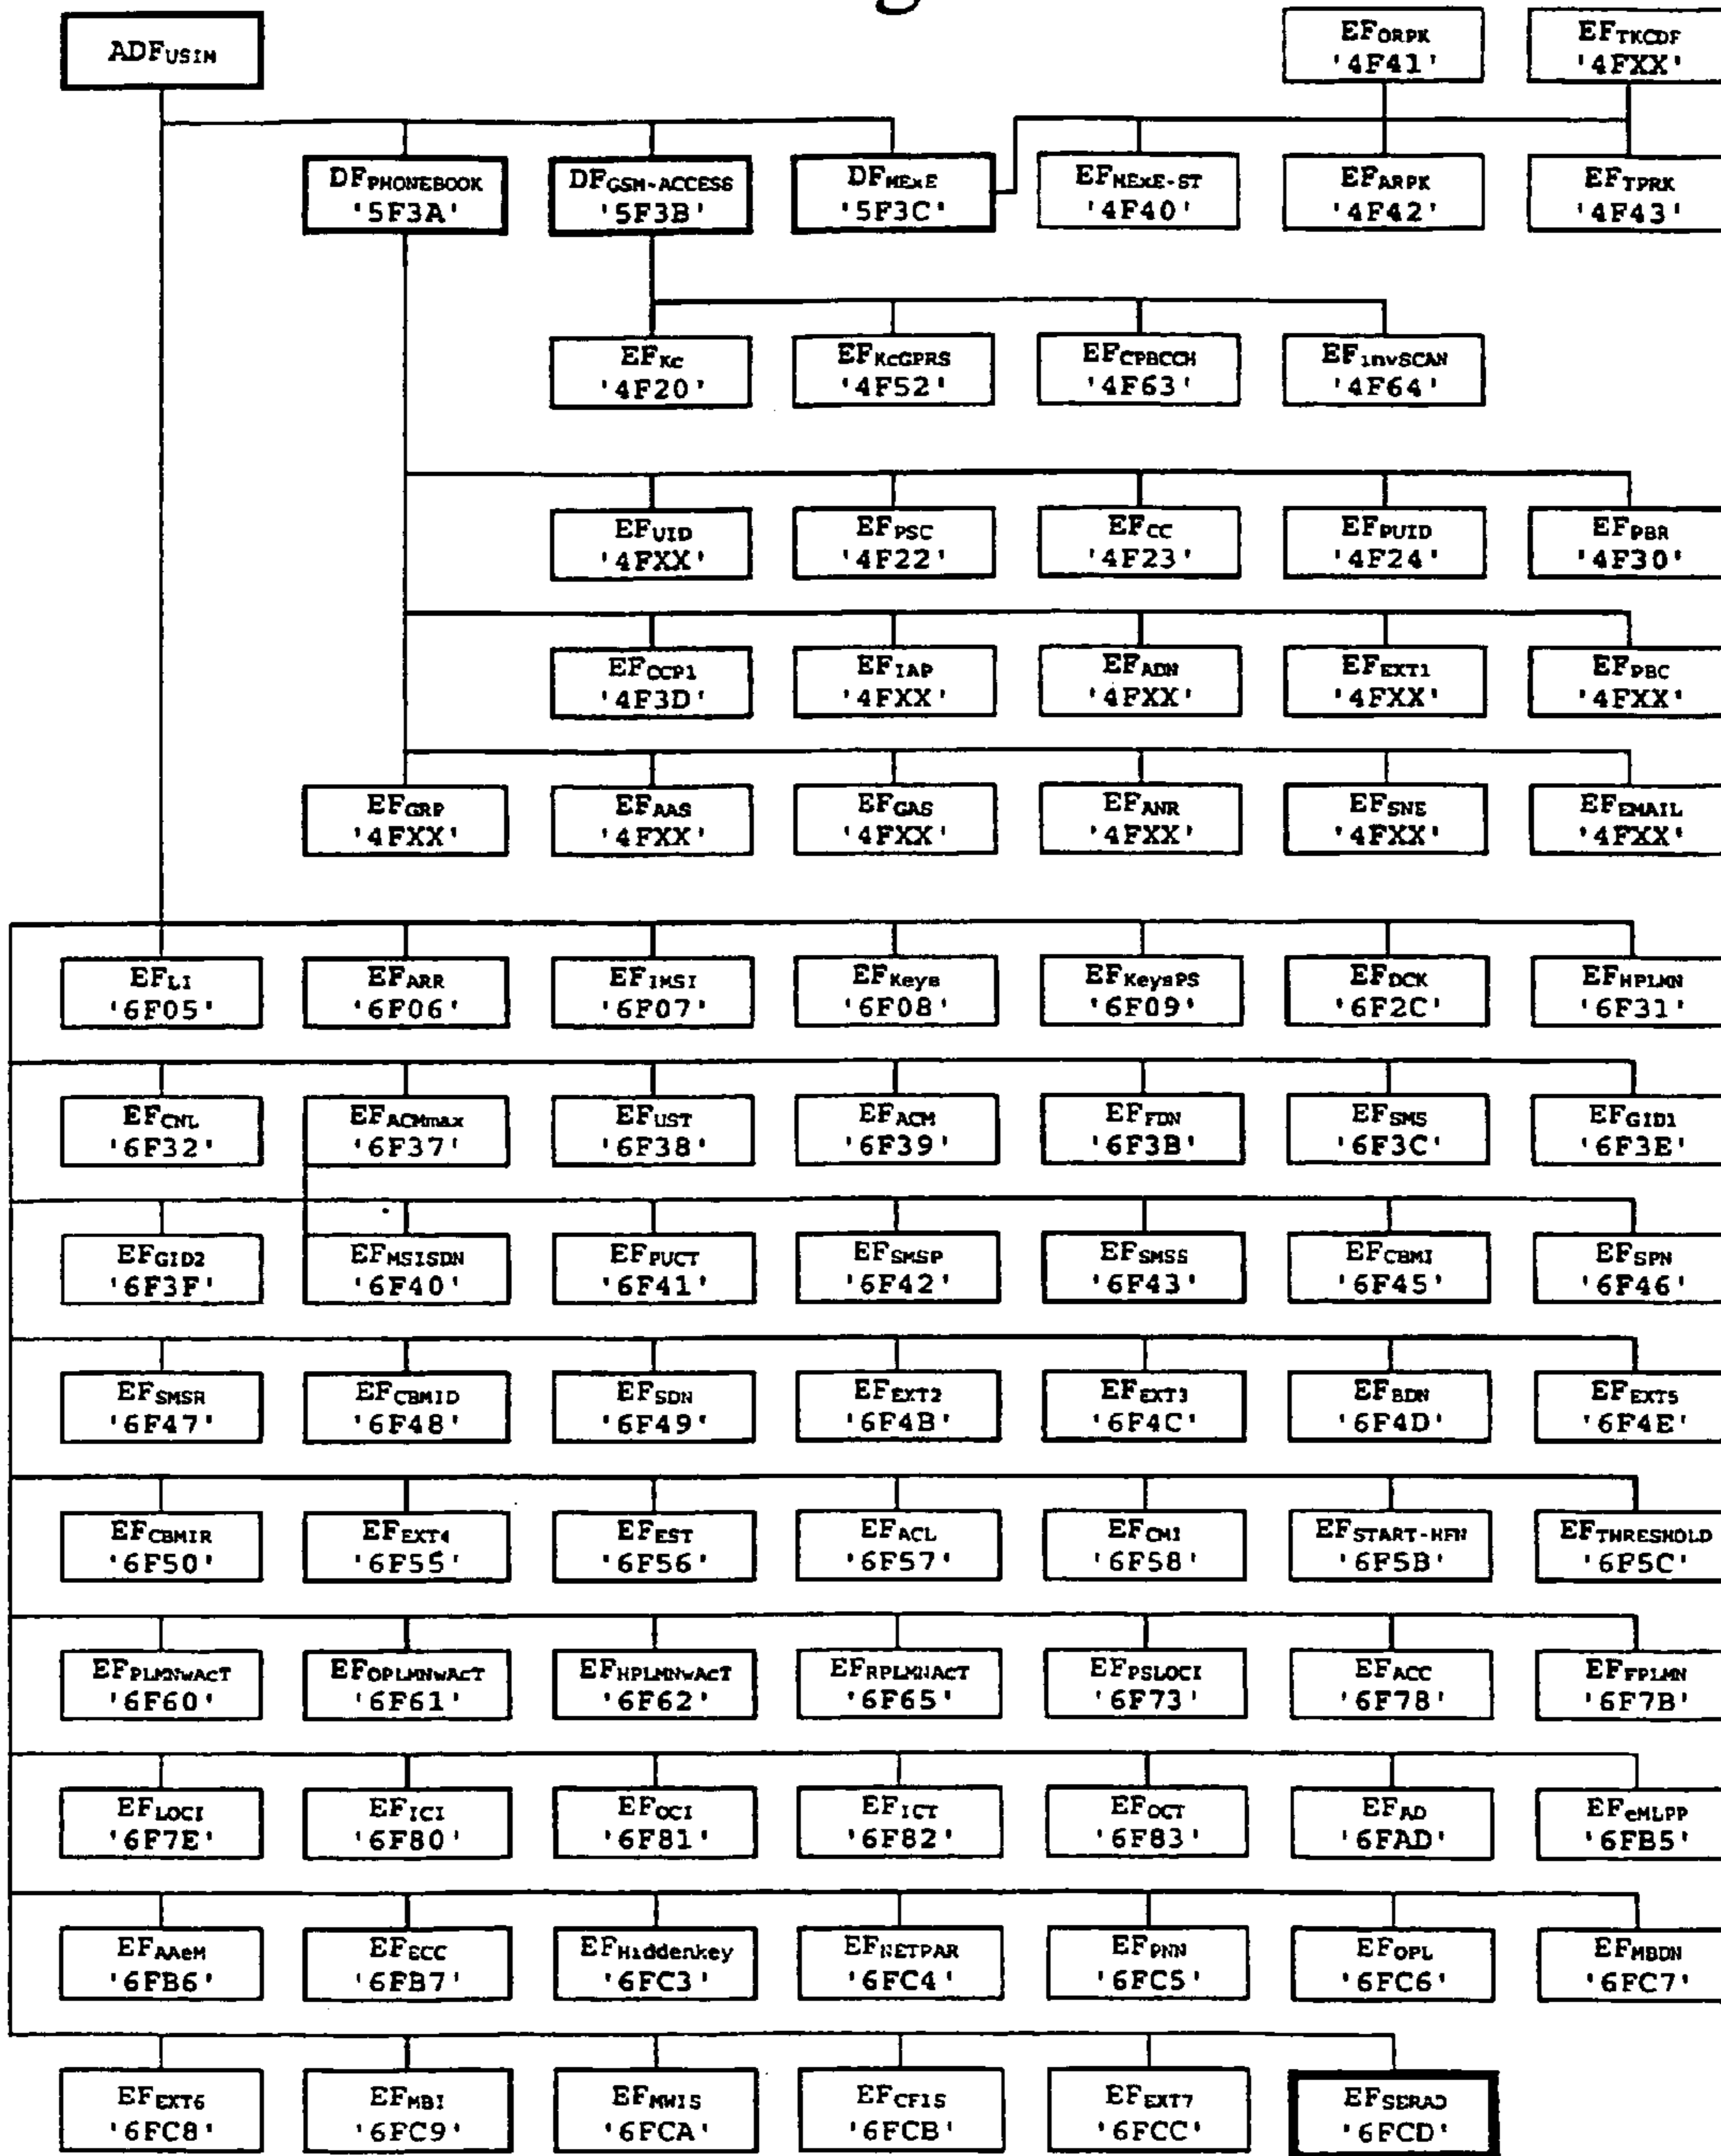 g
ADFUSIM
EFORPK
'4F41'
EFTKCDF
'4FXX'
DFPHONEBOOK
'5F3A'
DFGSM-ACCESS
'5F3B'
DFMExE
'5F3C'
EFMExE-ST
'4F40'
EFARPK
'4F42'
EFTPRK
'4F43'
EFKc
'4F20'
EFKcGPRS
'4F52'
EFCPBCCH
'4F63'
EFinvSCAN
'4F64'
EFUID
'4FXX'
EFPSC
'4F22'
EFCC
'4F23'
EFPUID
'4F24'
EFPBR
'4F30'
EFCCP1
'4F3D'
EFIAP
'4FXX'
EFADN
'4FXX'
EFEXT1
'4FXX'
EFPBC
'4FXX'
EFGRP
'4FXX'
EFAAS
'4FXX'
EFGAS
'4FXX'
EFANR
'4FXX'
EFSNE
'4FXX'
EFEMAIL
'4FXX'
EFLI
'6F05'
EFARR
'6F06'
EFIMSI
'6F07'
EFKeys
'6F08'
EFKeysPS
'6F09'
EFDCK
'6F2C'
EFHPLMN
'6F31'
EFCNL
'6F32'
EFACMmax
'6F37'
EFUST
'6F38'
EFACM
'6F39'
EFFDN
'6F3B'
EFSMS
'6F3C'
EFGID1
'6F3E'
EFGID2
'6F3F'
EFMSISDN
'6F40'
EFPUCT
'6F41'
EFSMSP
'6F42'
EFSMSS
'6F43'
EFCBMI
'6F45'
EFSPN
'6F46'
EFSMSR
'6F47'
EFCBMID
'6F48'
EFSDN
'6F49'
EFEXT2
'6F4B'
EFEXT3
'6F4C'
EFBDN
'6F4D'
EFEXT5
'6F4E'
EFCBMIR
'6F50'
EFEXT4
'6F55'
EFEST
'6F56'
EFACL
'6F57'
EFCMI
'6F58'
EFSTART-HFN
'6F5B'
EFTHRESHOLD
'6F5C'
EFPLMNwACT
'6F60'
EFOPLMNwACT
'6F61'
EFHPLMNwACT
'6F62'
EFRPLMNACT
'6F65'
EFPSLOCI
'6F73'
EFACC
'6F78'
EFFPLMN
'6F7B'
EFLOCI
'6F7E'
EFICI
'6F80'
EFOCI
'6F81'
EFICT
'6F82'
EFOCT
'6F83'
EFAD
'6FAD'
EFeMLPP
'6FB5'
EFAAeM
'6FB6'
EFECC
'6FB7'
EFHiddenkey
'6FC3'
EFNETPAR
'6FC4'
EFPNN
'6FC5'
EFOPL
'6FC6'
EFMBDN
'6FC7'
EFEXT6
'6FC8'
EFMBI
'6FC9'
EFMWIS
'6FCA'
EFCFIS
'6FCB'
EFEXT7
'6FCC'
EFSERAD
'6FCD'